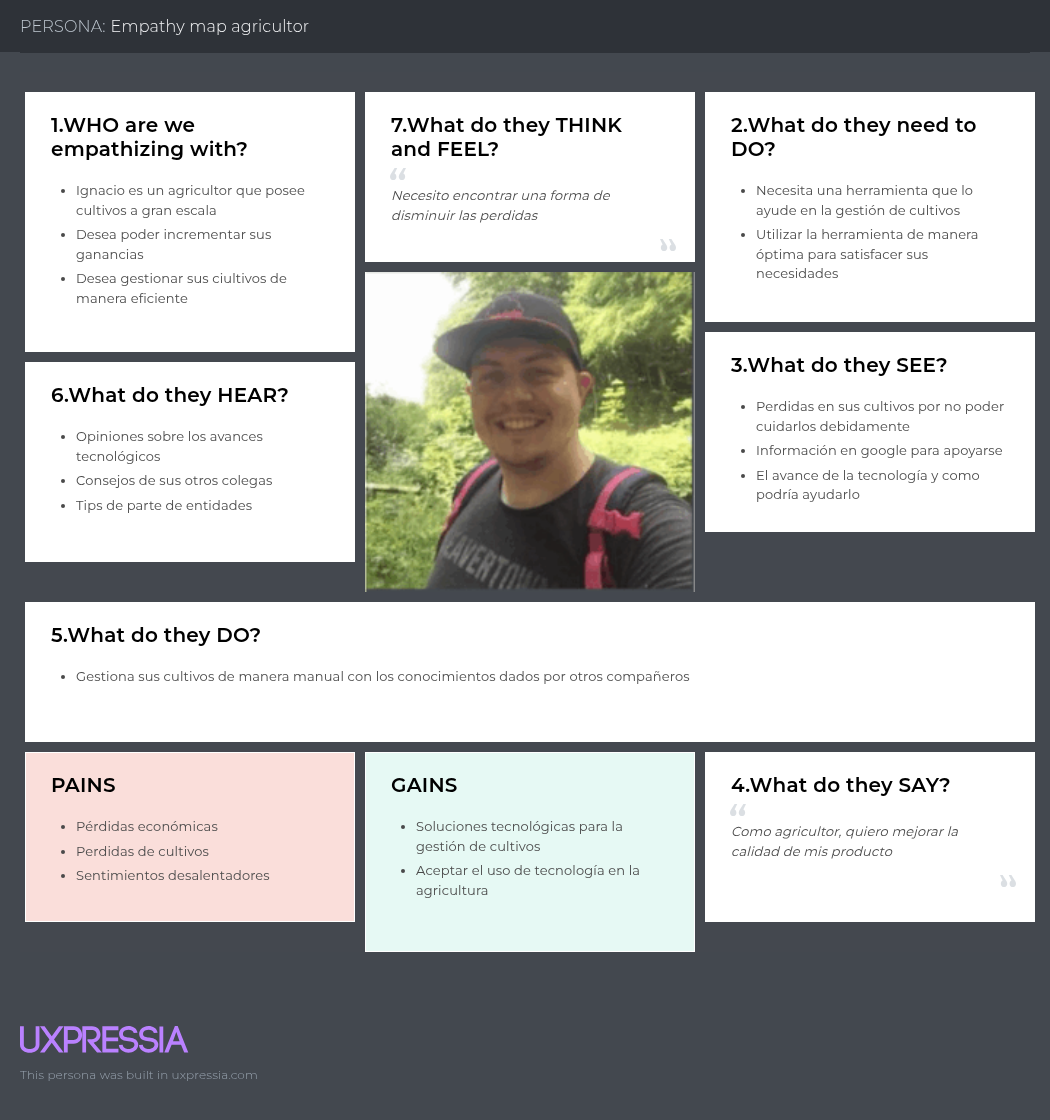 PERSONA: Empathy map agricultor
1.WHO are we
empathizing with?
• Ignacio es un agricultor que posee
cultivos a gran escala
• Desea poder incrementar sus
ganancias
• Desea gestionar sus ciultivos de
manera eficiente
7.What do they THINK
and FEEL?
“
Necesito encontrar una forma de
disminuir las perdidas
”
2.What do they need to
DO?
• Necesita una herramienta que lo
ayude en la gestión de cultivos
• Utilizar la herramienta de manera
óptima para satisfacer sus
necesidades
6.What do they HEAR?
• Opiniones sobre los avances
tecnológicos
• Consejos de sus otros colegas
• Tips de parte de entidades
3.What do they SEE?
• Perdidas en sus cultivos por no poder
cuidarlos debidamente
• Información en google para apoyarse
• El avance de la tecnología y como
podría ayudarlo
5.What do they DO?
• Gestiona sus cultivos de manera manual con los conocimientos dados por otros compañeros
PAINS
• Pérdidas económicas
• Perdidas de cultivos
• Sentimientos desalentadores
GAINS
• Soluciones tecnológicas para la
gestión de cultivos
• Aceptar el uso de tecnología en la
agricultura
4.What do they SAY?
“
Como agricultor, quiero mejorar la
calidad de mis producto
”
UXPRESSIA
This persona was built in uxpressia.com